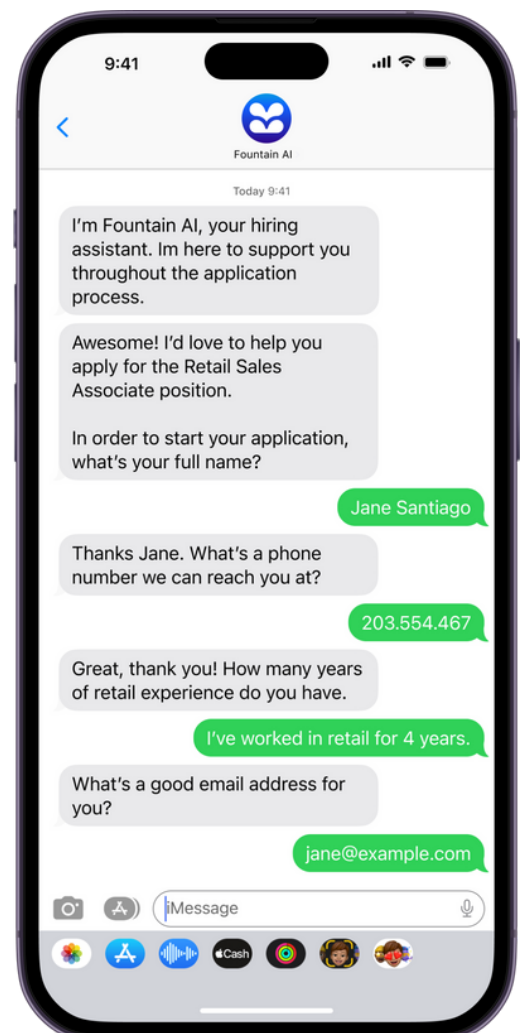 9:41
Fountain AI
Today 9:41
I'm Fountain AI, your hiring
assistant. Im here to support you
throughout the application
process.
Awesome! I'd love to help you
apply for the Retail Sales
Associate position.
In order to start your application,
what's your full name?
Jane Santiago
Thanks Jane. What's a phone
number we can reach you at?
203.554.467
Great, thank you! How many years
of retail experience do you have.
I've worked in retail for 4 years.
What's a good email address for
you?
jane@example.com
iMessage
Cash